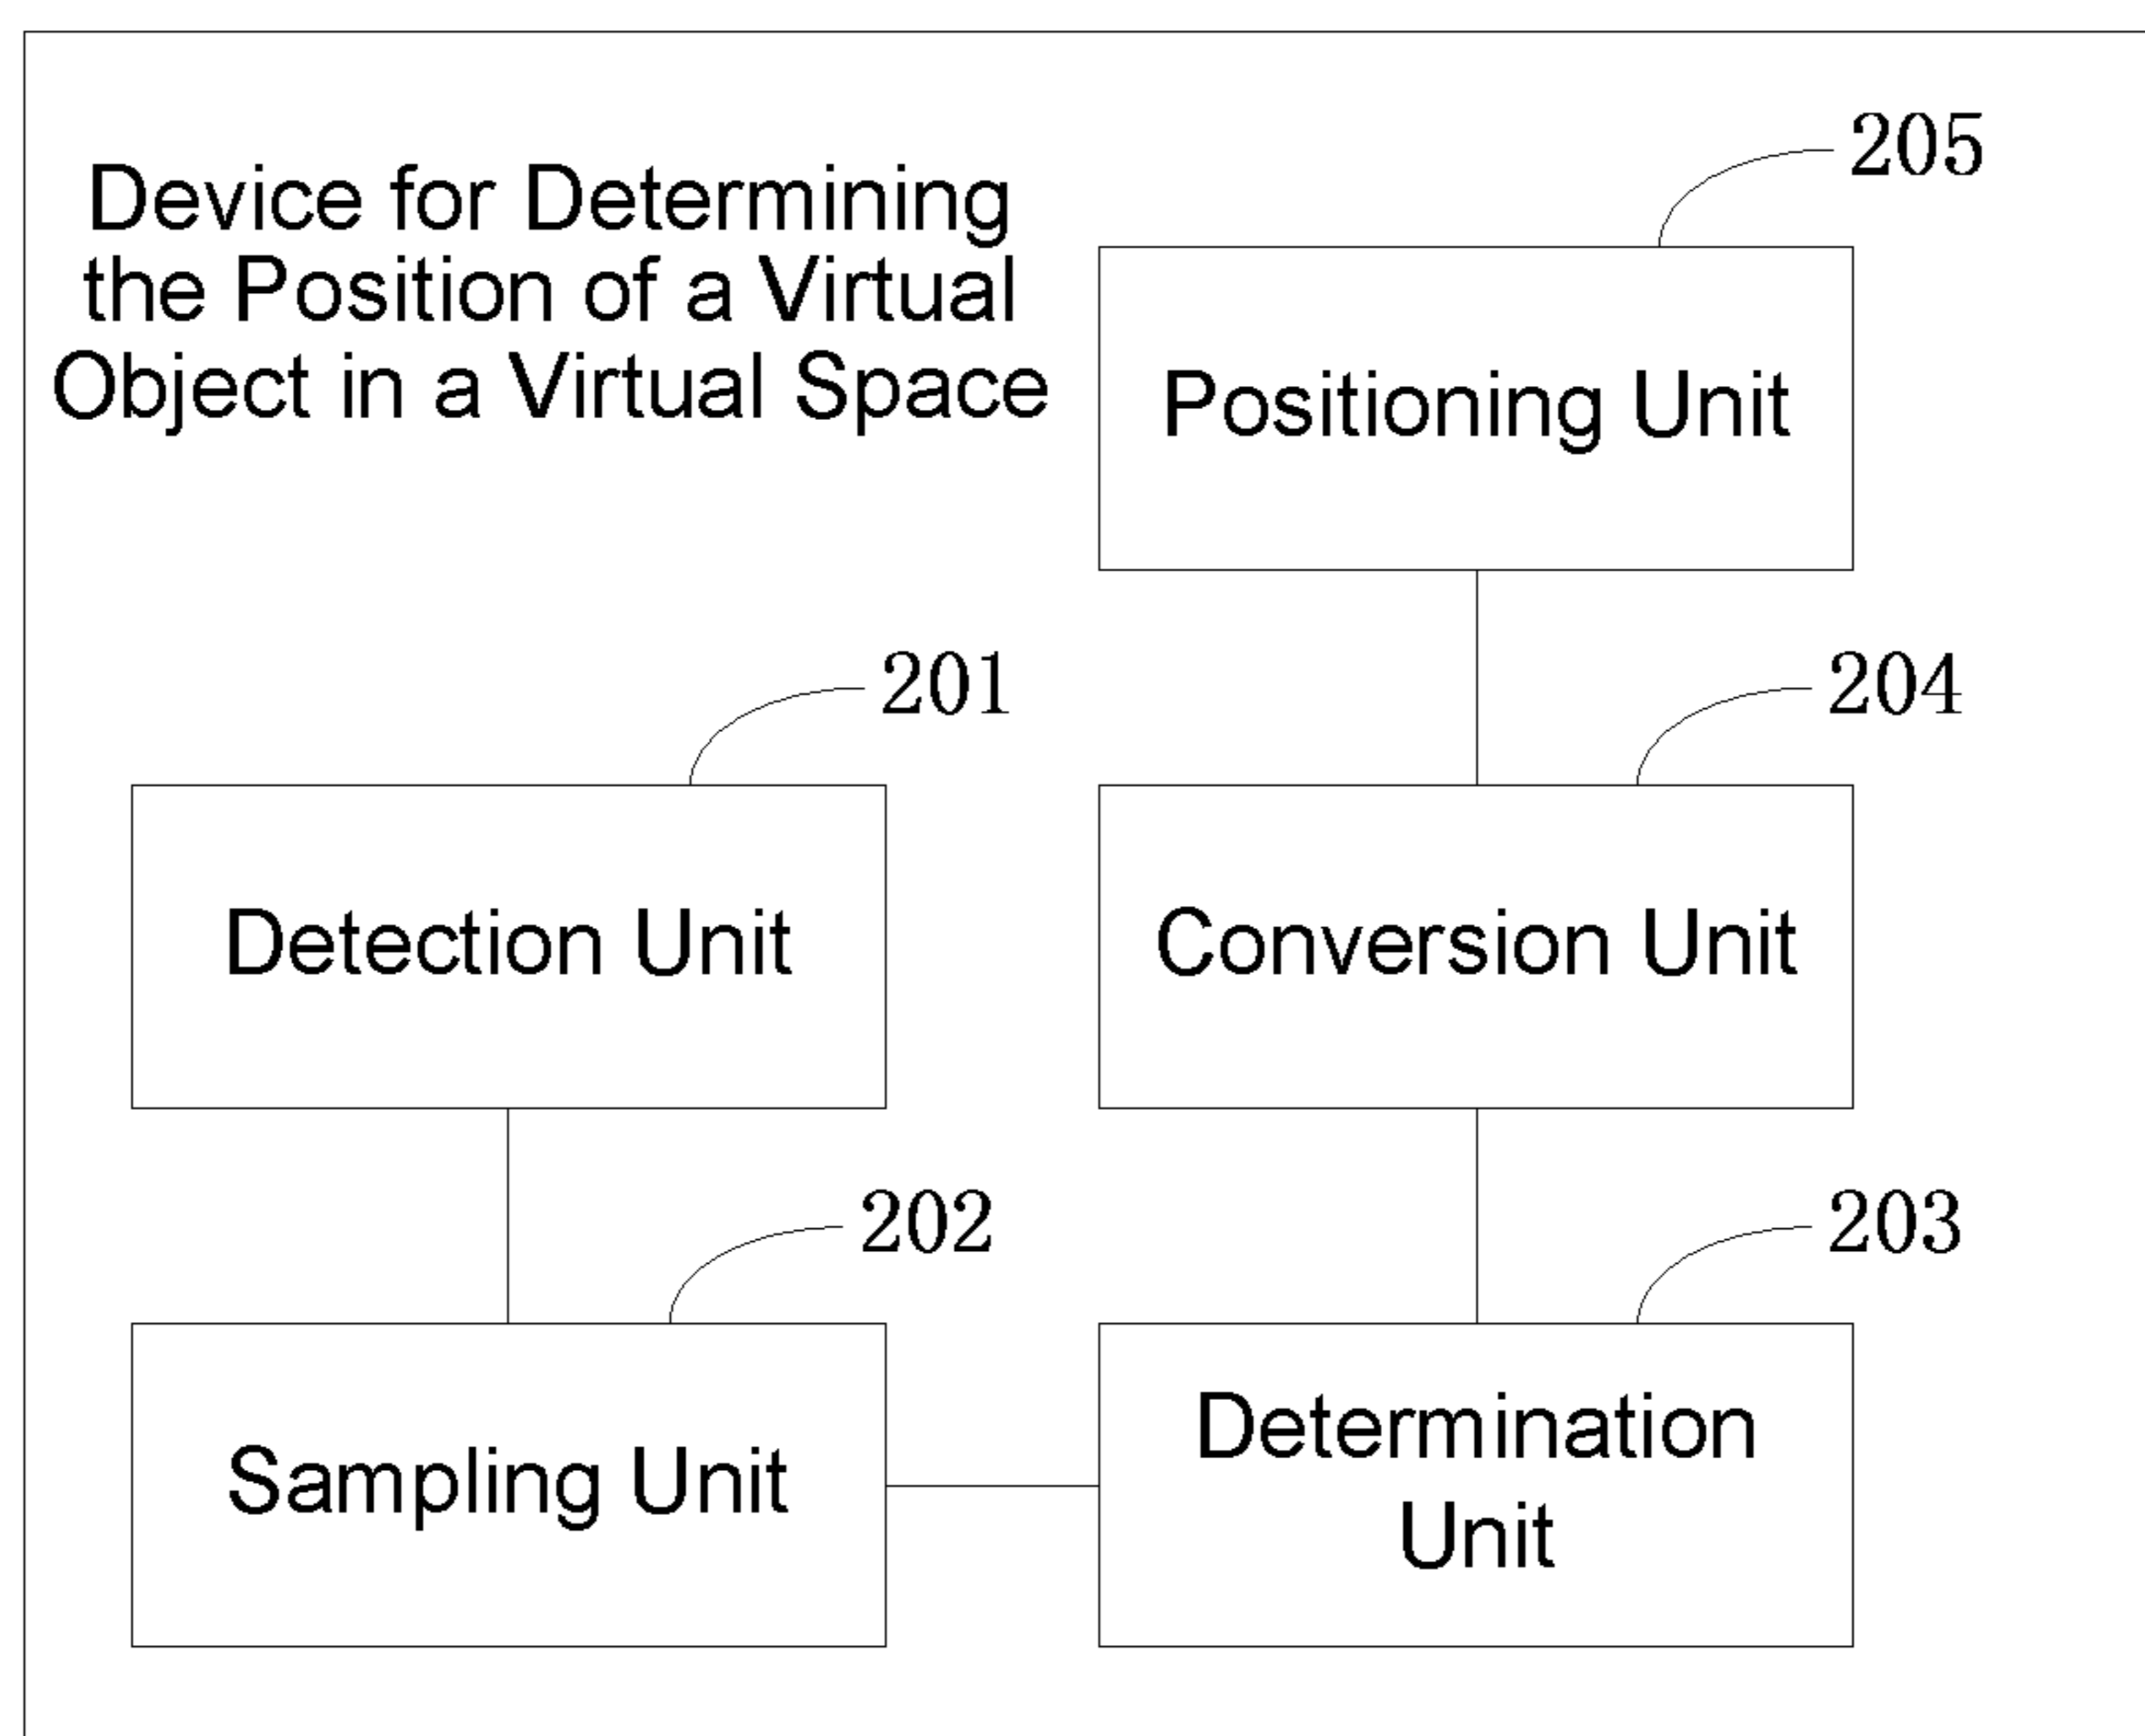 Device for Determining
the Position of a Virtual
Object in a Virtual Space
205
Positioning Unit
201
204
Detection Unit
Conversion Unit
202
203
Sampling Unit
Determination
Unit